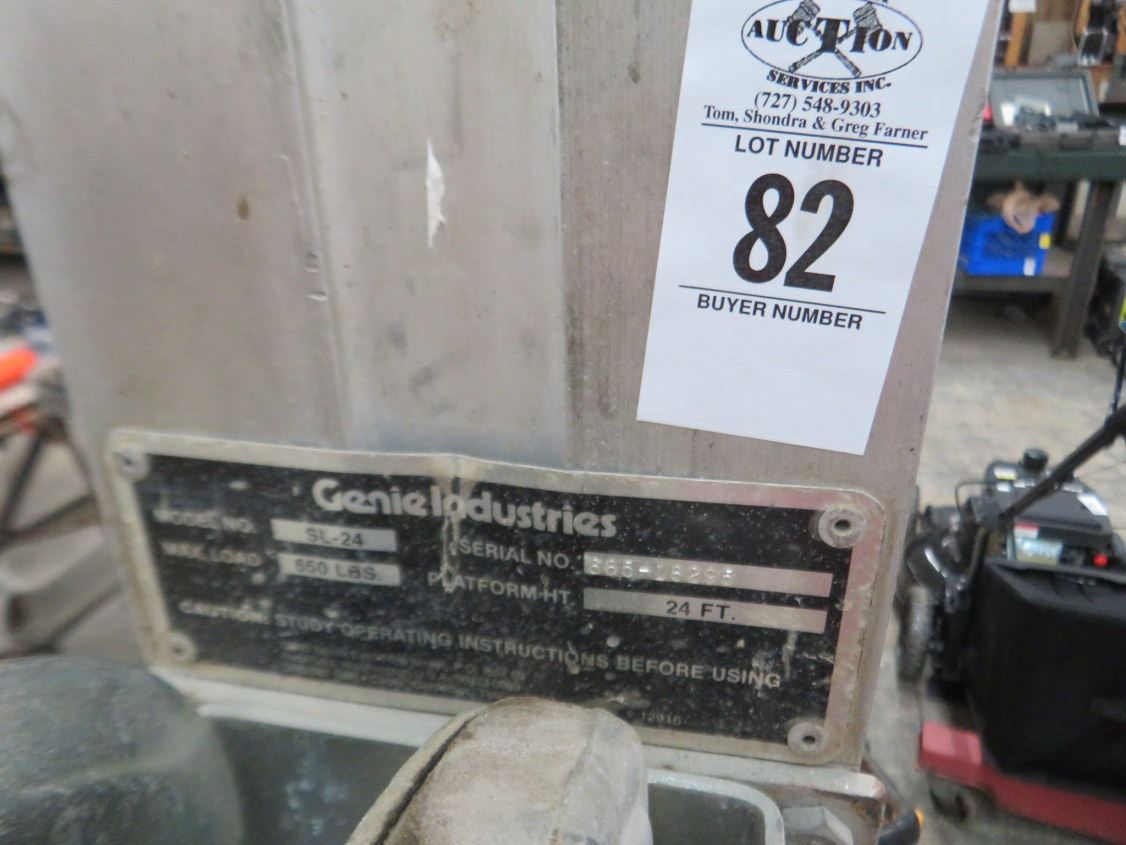 AUCTION
SERVICES INC.
(727) 548-9303
Tom, Shondra & Greg Farner
LOT NUMBER
82
BUYER NUMBER
Genie Industries
MODEL NO. SL-24
SERIAL NO.
MAX. LOAD 650 LBS.
PLATFORM HT. 24 FT.
CAUTION: STUDY OPERATING INSTRUCTIONS BEFORE USING